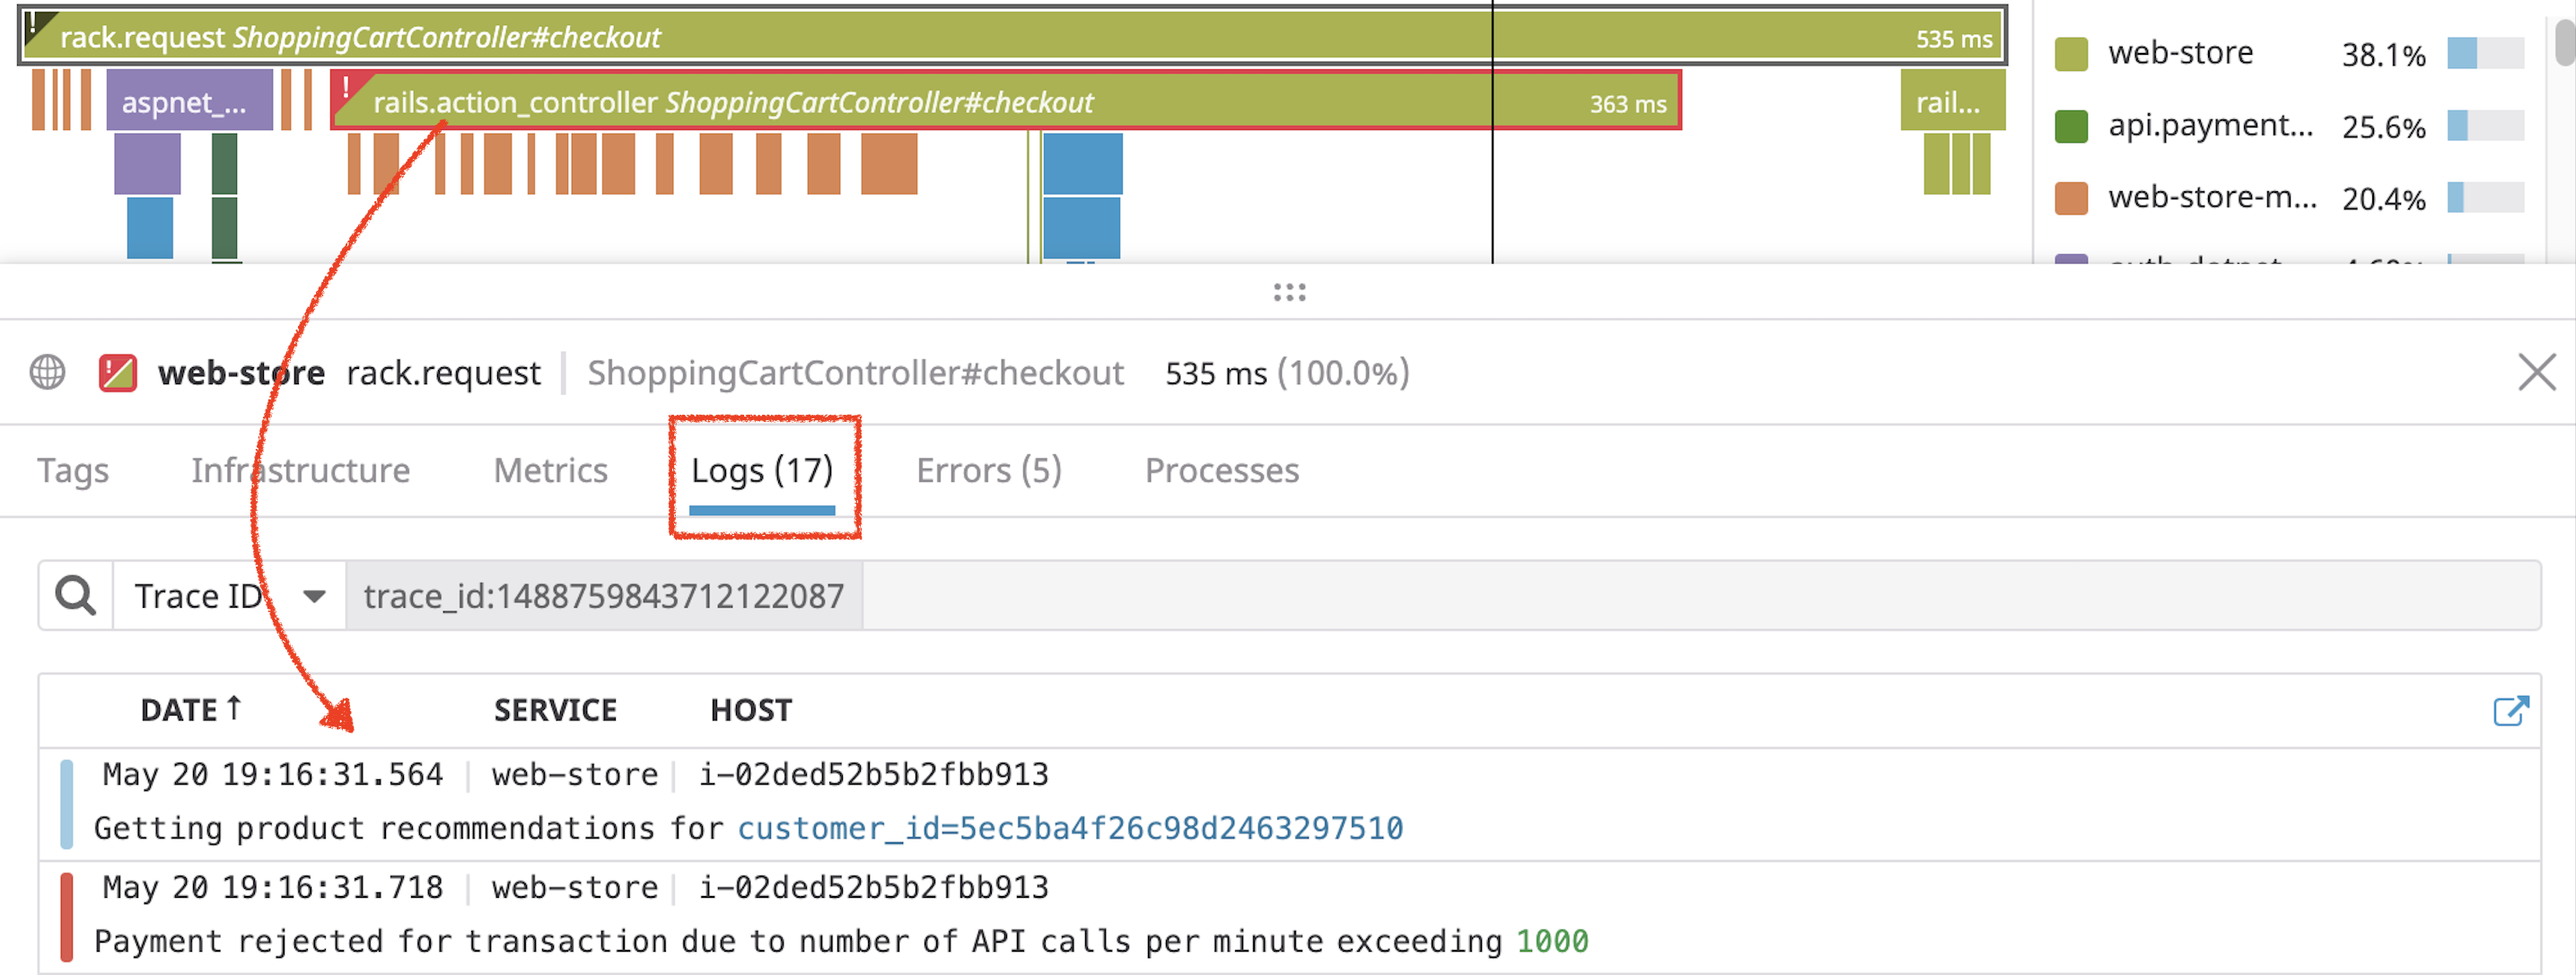 ! rack.request ShoppingCartController#checkout 535 ms
aspnet_...
! rails.action_controller ShoppingCartController#checkout 363 ms
rail...
web-store 38.1%
api.payment... 25.6%
web-store-m... 20.4%
! web-store rack.request ShoppingCartController#checkout 535 ms (100.0%)
Tags Infrastructure Metrics Logs (17) Errors (5) Processes
Trace ID trace_id:1488759843712122087
DATE ↑ SERVICE HOST
May 20 19:16:31.564 web-store i-02ded52b5b2fbb913
Getting product recommendations for customer_id=5ec5ba4f26c98d2463297510
May 20 19:16:31.718 web-store i-02ded52b5b2fbb913
Payment rejected for transaction due to number of API calls per minute exceeding 1000